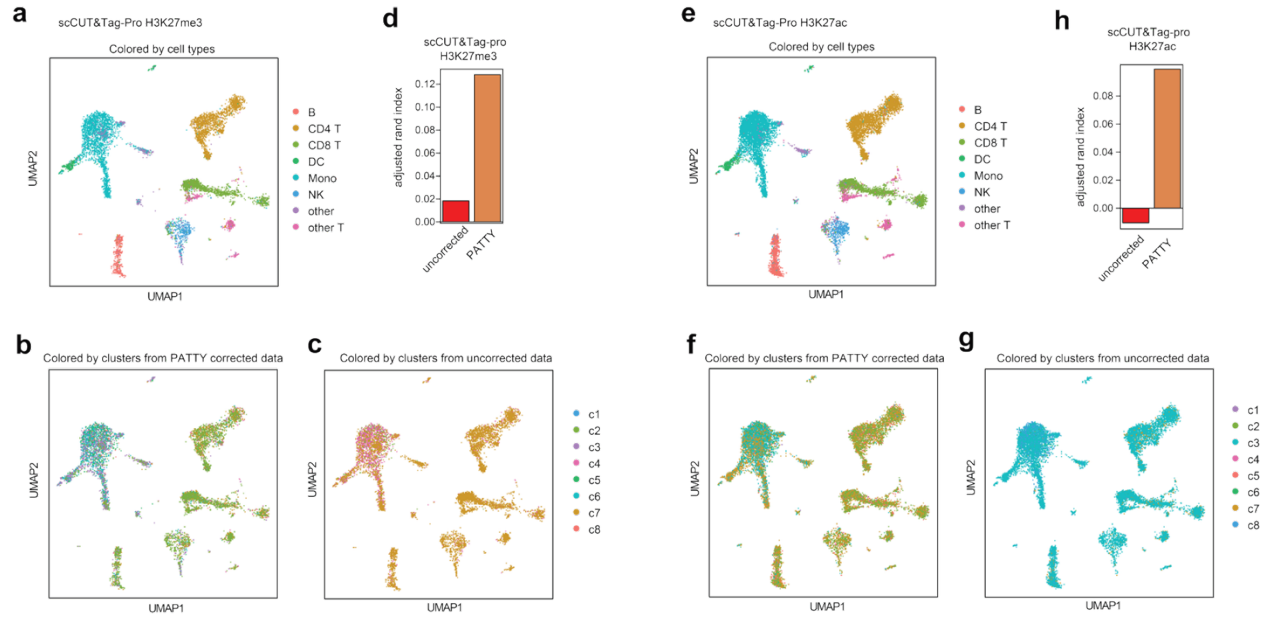 a
scCUT&Tag-Pro H3K27me3
Colored by cell types
UMAP2
UMAP1
B
CD4 T
CD8 T
DC
Mono
NK
other
other T
d
scCUT&Tag-pro
H3K27me3
adjusted rand index
0.12
0.10
0.08
0.06
0.04
0.02
0.00
uncorrected
PATTY
e
scCUT&Tag-Pro H3K27ac
Colored by cell types
UMAP2
UMAP1
B
CD4 T
CD8 T
DC
Mono
NK
other
other T
h
scCUT&Tag-pro
H3K27ac
adjusted rand index
0.08
0.06
0.04
0.02
0.00
uncorrected
PATTY
b
Colored by clusters from PATTY corrected data
UMAP2
UMAP1
c
Colored by clusters from uncorrected data
UMAP2
UMAP1
c1
c2
c3
c4
c5
c6
c7
c8
f
Colored by clusters from PATTY corrected data
UMAP2
UMAP1
g
Colored by clusters from uncorrected data
UMAP2
UMAP1
c1
c2
c3
c4
c5
c6
c7
c8